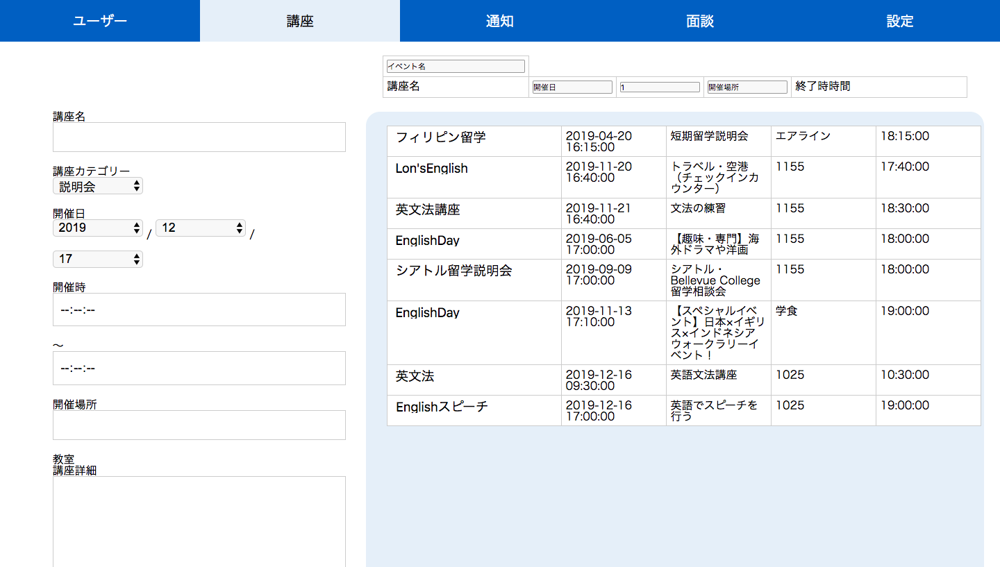 ユーザー 講座 通知 面談 設定
イベント名
講座名 開催日 1 開催場所 終了時時間
講座名
講座カテゴリー
説明会
開催日
2019 / 12 /
17
開催時
--:--:--
〜
--:--:--
開催場所
教室
講座詳細
フィリピン留学 2019-04-20 短期留学説明会 エアライン 18:15:00
16:15:00
Lon'sEnglish 2019-11-20 トラベル・空港 1155 17:40:00
16:40:00 （チェックインカ
ウンター）
英文法講座 2019-11-21 文法の練習 1155 18:30:00
16:40:00
EnglishDay 2019-06-05 【趣味・専門】海 1155 18:00:00
17:00:00 外ドラマや洋画
シアトル留学説明会 2019-09-09 シアトル・ 1155 18:00:00
17:00:00 Bellevue College
留学相談会
EnglishDay 2019-11-13 【スペシャルイベ 学食 19:00:00
17:10:00 ント】日本×イギリ
ス×インドネシア
ウォークラリーイ
ベント！
英文法 2019-12-16 英語文法講座 1025 10:30:00
09:30:00
Englishスピーチ 2019-12-16 英語でスピーチを 1025 19:00:00
17:00:00 行う